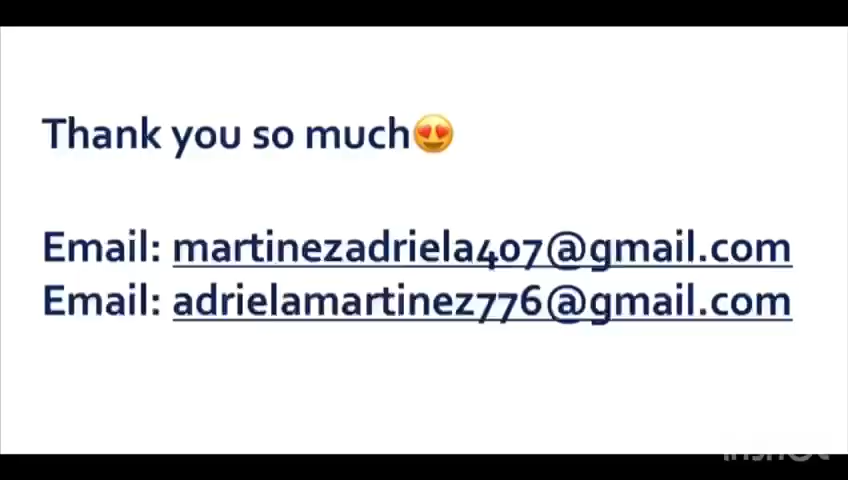 Thank you so much😍
Email: martinezadriela407@gmail.com
Email: adrielamartinez776@gmail.com